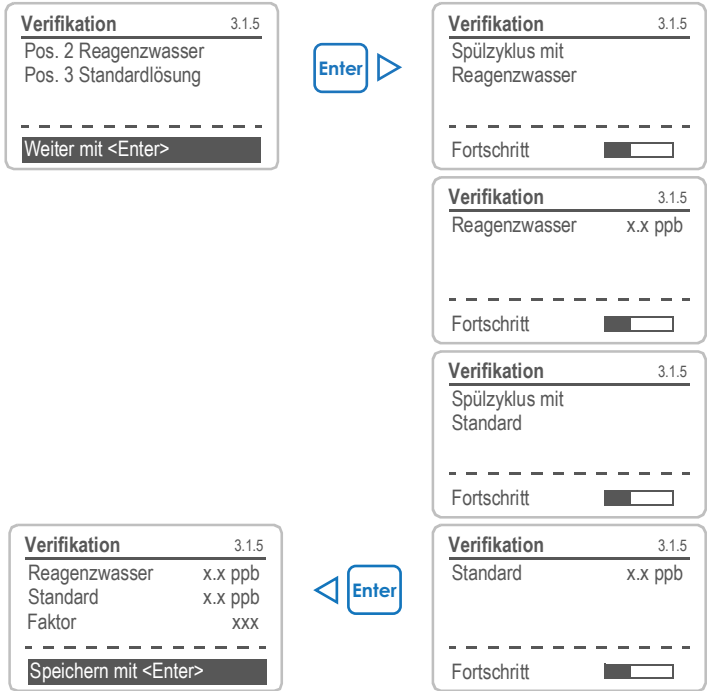 Verifikation 3.1.5
Pos. 2 Reagenzwasser
Pos. 3 Standardlösung
Weiter mit <Enter>
Enter
Verifikation 3.1.5
Spülzyklus mit
Reagenzwasser
Fortschritt
Verifikation 3.1.5
Reagenzwasser x.x ppb
Fortschritt
Verifikation 3.1.5
Spülzyklus mit
Standard
Fortschritt
Verifikation 3.1.5
Standard x.x ppb
Fortschritt
Enter
Verifikation 3.1.5
Reagenzwasser x.x ppb
Standard x.x ppb
Faktor xxx
Speichern mit <Enter>